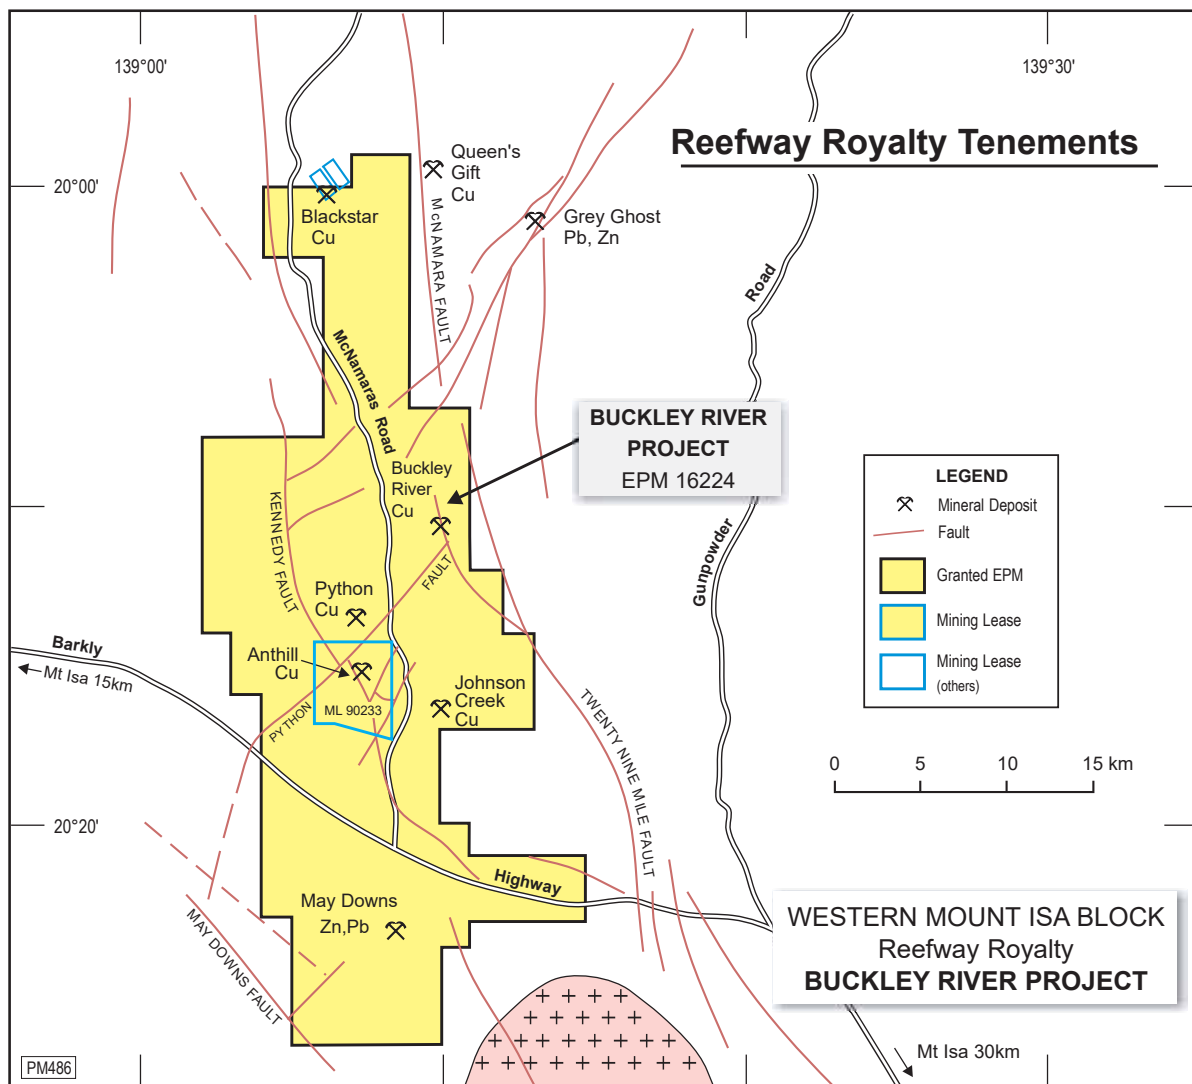 139°00'
139°30'
Reefway Royalty Tenements
20°00'
Queen's
Gift
Cu
Blackstar
Cu
Grey Ghost
Pb, Zn
McNAMARA FAULT
Road
McNamaras Road
BUCKLEY RIVER
PROJECT
EPM 16224
Buckley
River
Cu
LEGEND
Mineral Deposit
Fault
Granted EPM
Mining Lease
Mining Lease
(others)
KENNEDY FAULT
Gunpowder
FAULT
Python
Cu
Barkly
Mt Isa 15km
Anthill
Cu
ML 90233
PYTHON
Johnson
Creek
Cu
TWENTY NINE MILE FAULT
0 5 10 15 km
20°20'
Highway
May Downs
Zn,Pb
MAY DOWNS FAULT
WESTERN MOUNT ISA BLOCK
Reefway Royalty
BUCKLEY RIVER PROJECT
Mt Isa 30km
PM486